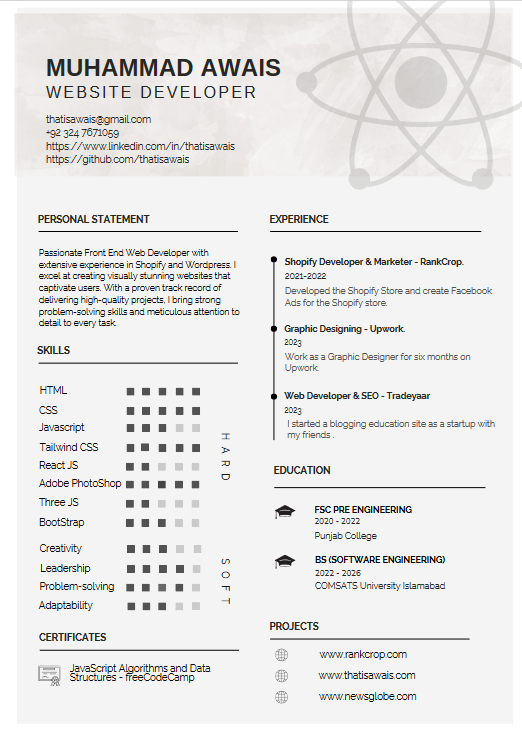 MUHAMMAD AWAIS
WEBSITE DEVELOPER
thatisawais@gmail.com
+92 324 7671059
https://www.linkedin.com/in/thatisawais
https://github.com/thatisawais
PERSONAL STATEMENT
Passionate Front End Web Developer with
extensive experience in Shopify and Wordpress. I
excel at creating visually stunning websites that
captivate users. With a proven track record of
delivering high-quality projects, I bring strong
problem-solving skills and meticulous attention to
detail to every task.
SKILLS
HTML
CSS
Javascript
Tailwind CSS
React JS
Adobe PhotoShop
Three JS
BootStrap
HARD
Creativity
Leadership
Problem-solving
Adaptability
SOFT
CERTIFICATES
JavaScript Algorithms and Data
Structures - freeCodeCamp
EXPERIENCE
Shopify Developer & Marketer - RankCrop.
2021-2022
Developed the Shopify Store and create Facebook
Ads for the Shopify store.
Graphic Designing - Upwork.
2023
Work as a Graphic Designer for six months on
Upwork.
Web Developer & SEO - Tradeyaar
2023
I started a blogging education site as a startup with
my friends .
EDUCATION
FSC PRE ENGINEERING
2020 - 2022
Punjab College
BS (SOFTWARE ENGINEERING)
2022 - 2026
COMSATS University Islamabad
PROJECTS
www.rankcrop.com
www.thatisawais.com
www.newsglobe.com